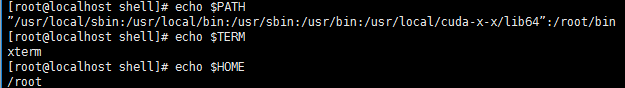 [root@localhost shell]# echo $PATH
”/usr/local/sbin:/usr/local/bin:/usr/sbin:/usr/bin:/usr/local/cuda-x-x/lib64”:/root/bin
[root@localhost shell]# echo $TERM
xterm
[root@localhost shell]# echo $HOME
/root